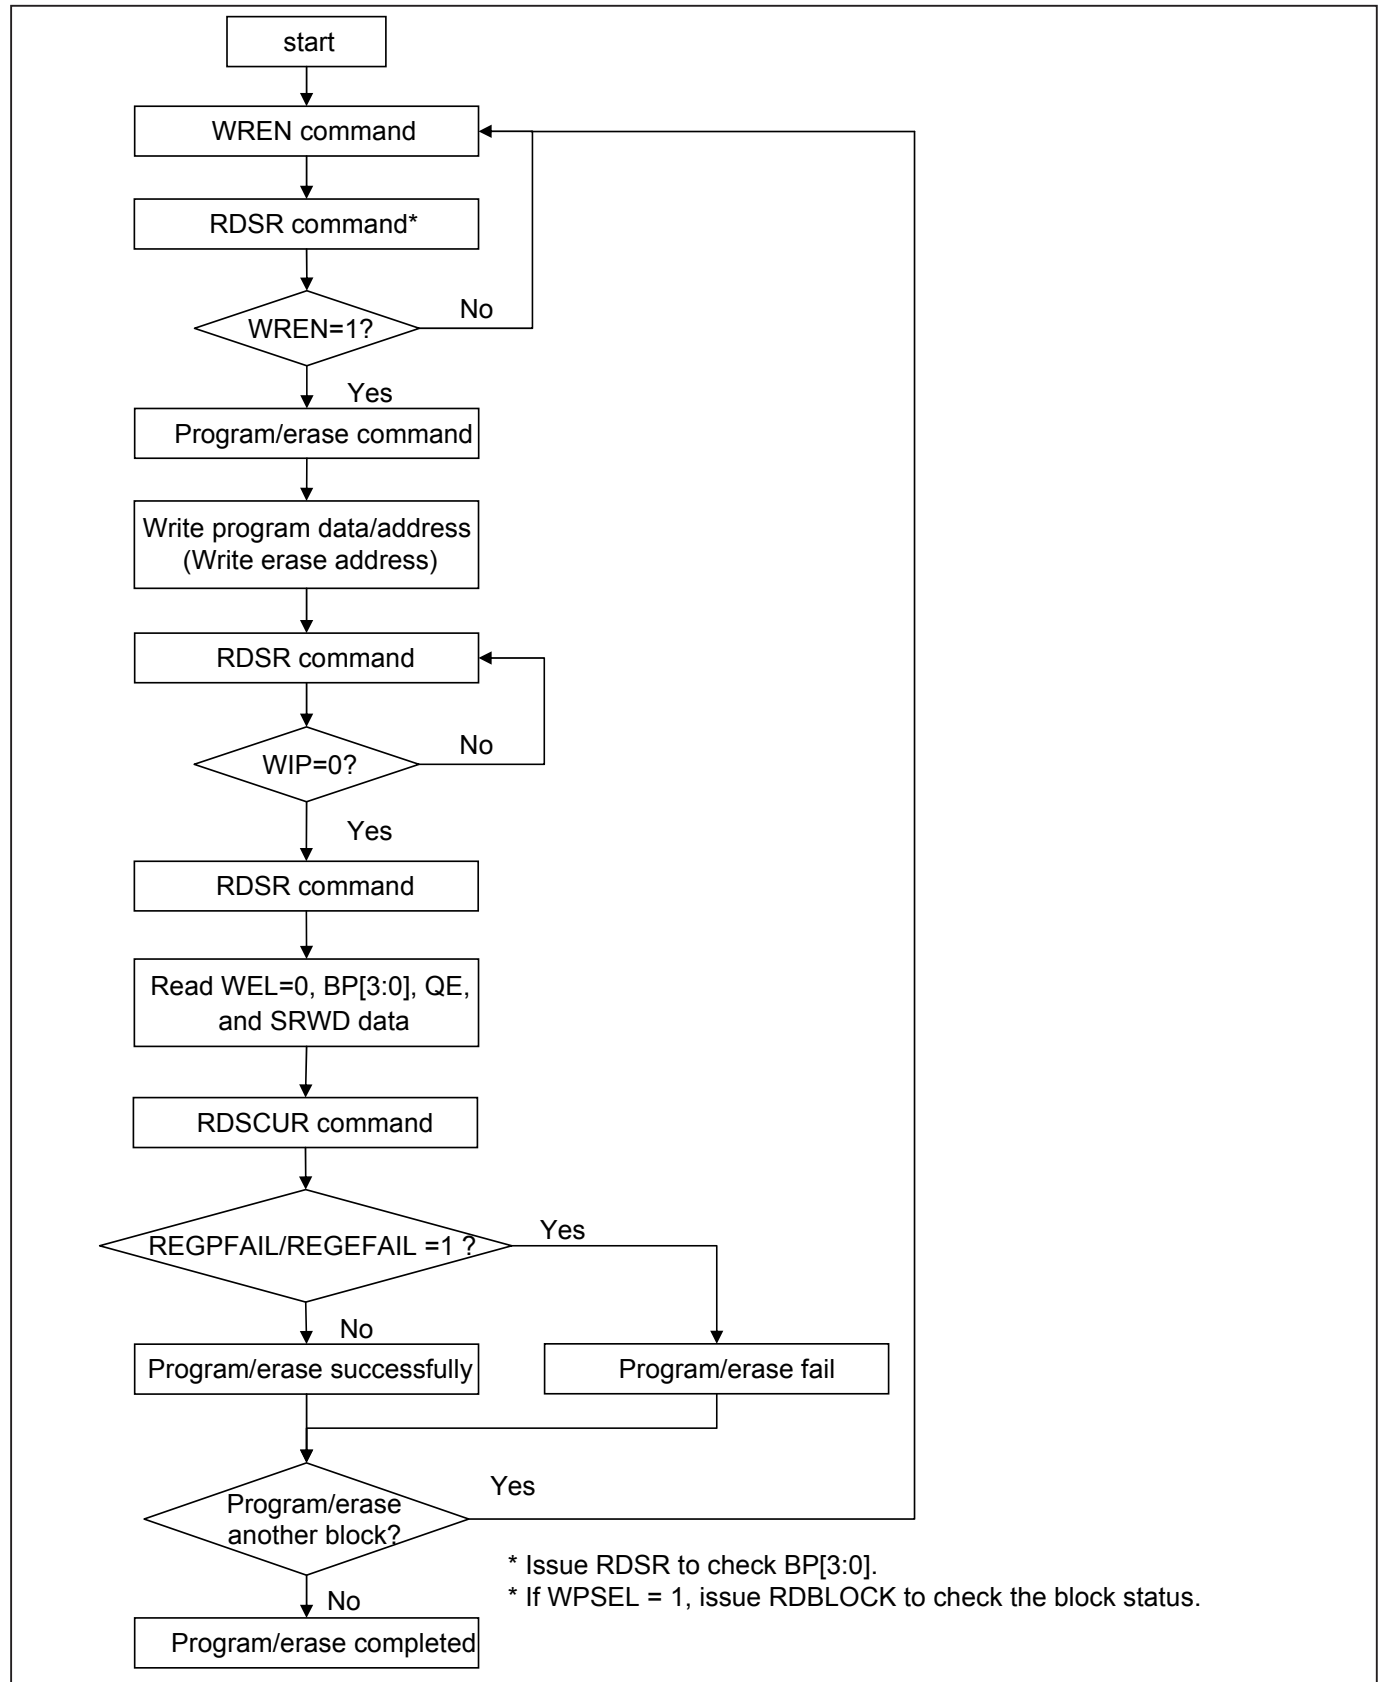 start
WREN command
RDSR command*
WREN=1?
No
Yes
Program/erase command
Write program data/address
(Write erase address)
RDSR command
WIP=0?
No
Yes
RDSR command
Read WEL=0, BP[3:0], QE,
and SRWD data
RDSCUR command
REGPFAIL/REGEFAIL =1 ?
Yes
No
Program/erase successfully
Program/erase fail
Program/erase
another block?
Yes
* Issue RDSR to check BP[3:0].
* If WPSEL = 1, issue RDBLOCK to check the block status.
No
Program/erase completed